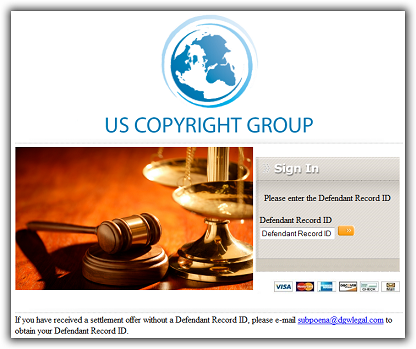 US COPYRIGHT GROUP
Sign In
Please enter the Defendant Record ID
Defendant Record ID
Defendant Record ID
VISA
DISCOVER
CHECK
If you have received a settlement offer without a Defendant Record ID, please e-mail subpoena@dgwlegal.com to
obtain your Defendant Record ID.